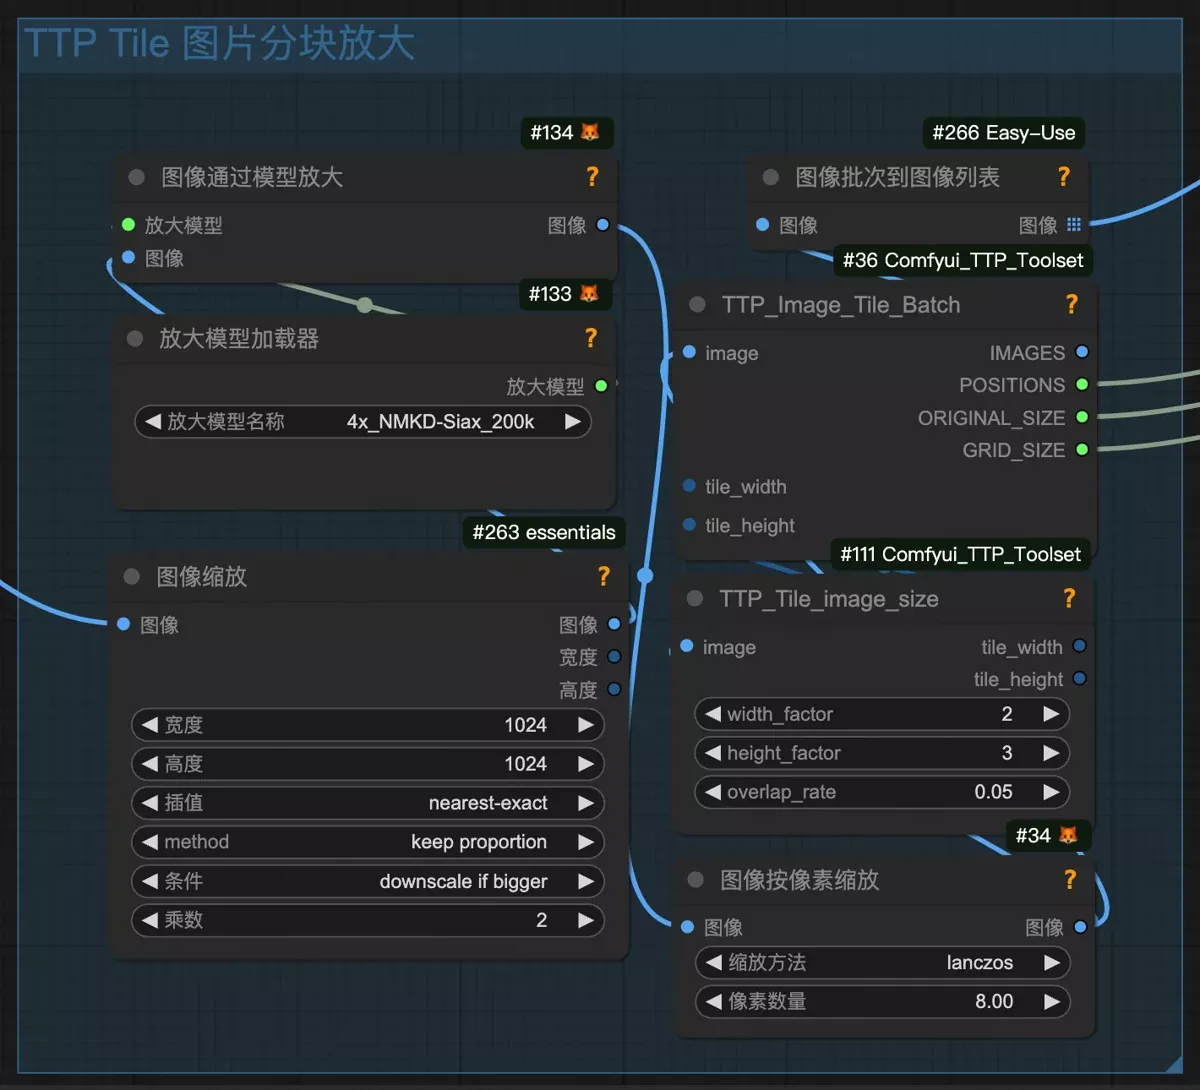 TTP Tile 图片分块放大
#134
图像通过模型放大 ?
放大模型 图像
图像
#133
放大模型加载器 ?
放大模型
放大模型名称 4x_NMKD-Siax_200k
#263 essentials
图像缩放 ?
图像 图像
宽度
高度
宽度 1024
高度 1024
插值 nearest-exact
method keep proportion
条件 downscale if bigger
乘数 2
#266 Easy-Use
图像批次到图像列表 ?
图像 图像
#36 Comfyui_TTP_Toolset
TTP_Image_Tile_Batch ?
image IMAGES
POSITIONS
ORIGINAL_SIZE
GRID_SIZE
tile_width
tile_height
#111 Comfyui_TTP_Toolset
TTP_Tile_image_size ?
image tile_width
tile_height
width_factor 2
height_factor 3
overlap_rate 0.05
#34
图像按像素缩放 ?
图像 图像
缩放方法 lanczos
像素数量 8.00